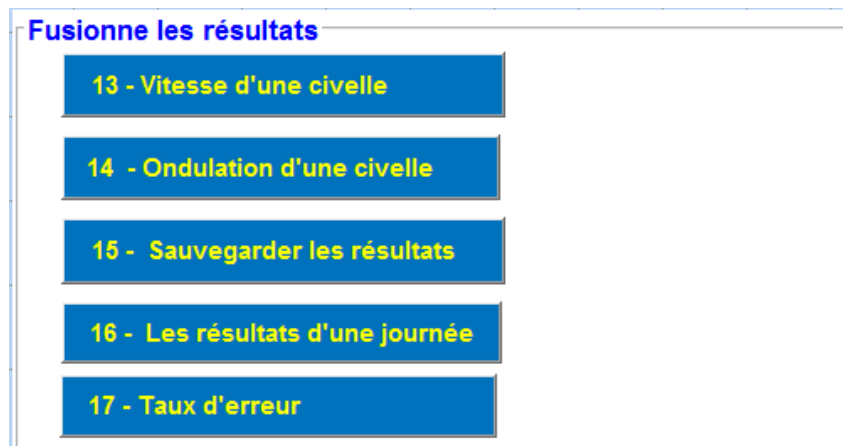 Fusionne les résultats
13 - Vitesse d'une civelle
14 - Ondulation d'une civelle
15 - Sauvegarder les résultats
16 - Les résultats d'une journée
17 - Taux d'erreur